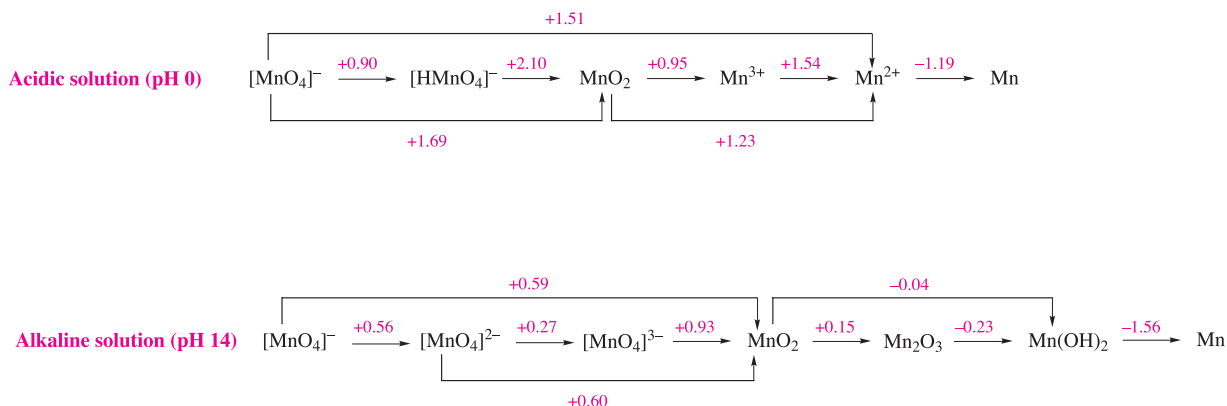 +1.51
Acidic solution (pH 0) [MnO₄]⁻ +0.90 [HMnO₄]⁻ +2.10 MnO₂ +0.95 Mn³⁺ +1.54 Mn²⁺ −1.19 Mn
+1.69 +1.23
+0.59 −0.04
Alkaline solution (pH 14) [MnO₄]⁻ +0.56 [MnO₄]²⁻ +0.27 [MnO₄]³⁻ +0.93 MnO₂ +0.15 Mn₂O₃ −0.23 Mn(OH)₂ −1.56 Mn
+0.60